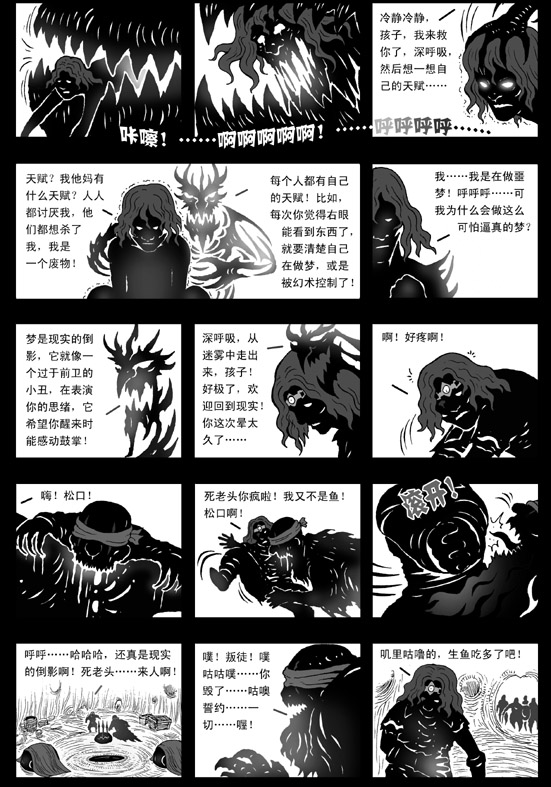 冷静冷静，
孩子，我来救
你了，深呼吸，
然后想一想自
己的天赋……
咔嚓！……啊啊啊啊啊！……呼呼呼呼……
天赋？我他妈有
什么天赋？人人
都讨厌我，他
们都想杀了
我，我是
一个废物！
每个人都有自己
的天赋！比如，
每次你觉得右眼
能看到东西了，
就要清楚自己
在做梦，或是
被幻术控制了！
我……我是在做噩
梦！呼呼呼……可
我为什么会做这么
可怕逼真的梦？
梦是现实的倒
影，它就像一
个过于前卫的
小丑，在表演
你的思绪，它
希望你醒来时
能感动鼓掌！
深呼吸，从
迷雾中走出
来，孩子！
好极了，欢
迎回到现实！
你这次晕太
久了……
啊！好疼啊！
嗨！松口！
死老头你疯啦！我又不是鱼！
松口啊！
滚开！
呼呼……哈哈哈，还真是现实
的倒影啊！死老头……来人啊！
噗！叛徒！噗
咕咕噗……你
毁了……咕噢
誓约……一
切……喔！
叽里咕噜的，生鱼吃多了吧！